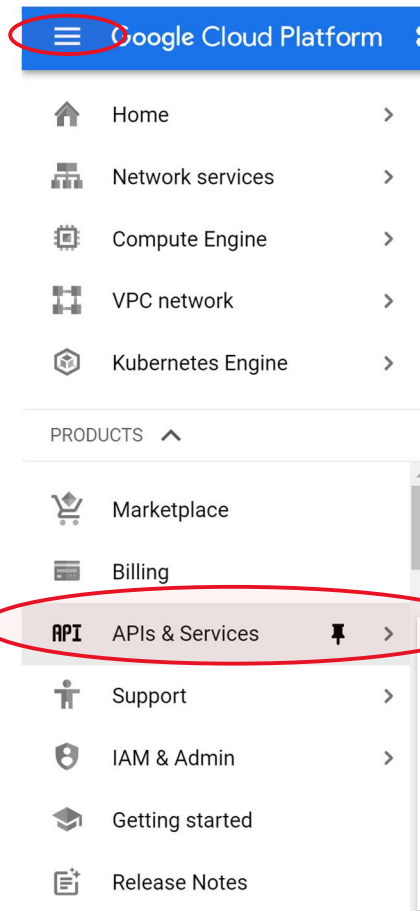 Google Cloud Platform
Home
Network services
Compute Engine
VPC network
Kubernetes Engine
PRODUCTS
Marketplace
Billing
API APIs & Services
Support
IAM & Admin
Getting started
Release Notes